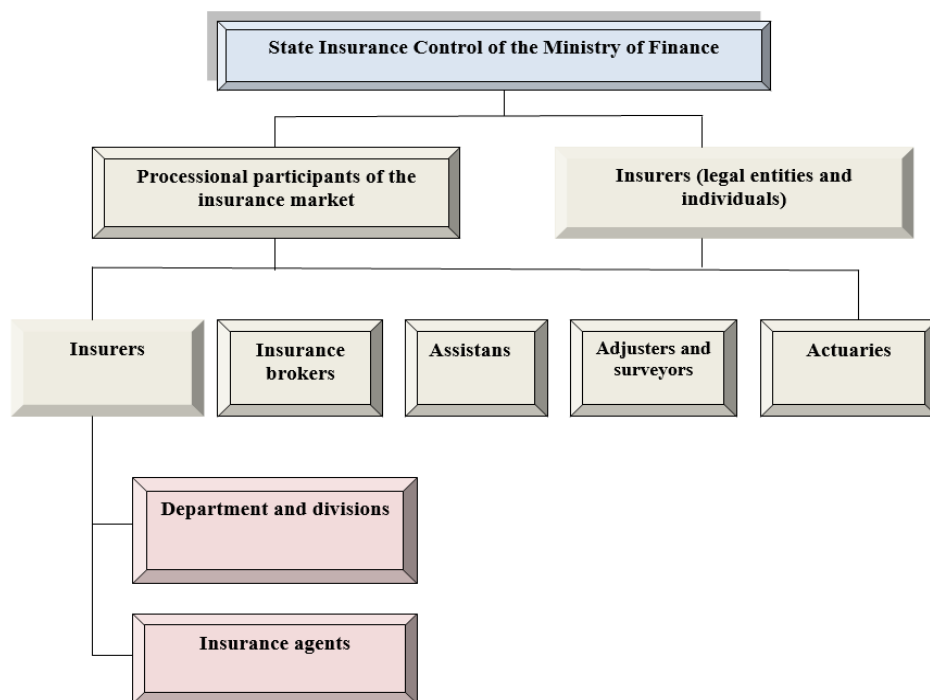 State Insurance Control of the Ministry of Finance
Processional participants of the
insurance market
Insurers (legal entities and
individuals)
Insurers
Insurance
brokers
Assistans
Adjusters and
surveyors
Actuaries
Department and divisions
Insurance agents